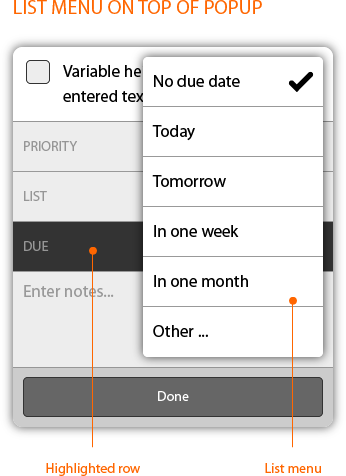 LIST MENU ON TOP OF POPUP
Variable he
entered tex
No due date
Today
PRIORITY
Tomorrow
LIST
In one week
DUE
In one month
Enter notes...
Other ...
Done
Highlighted row
List menu